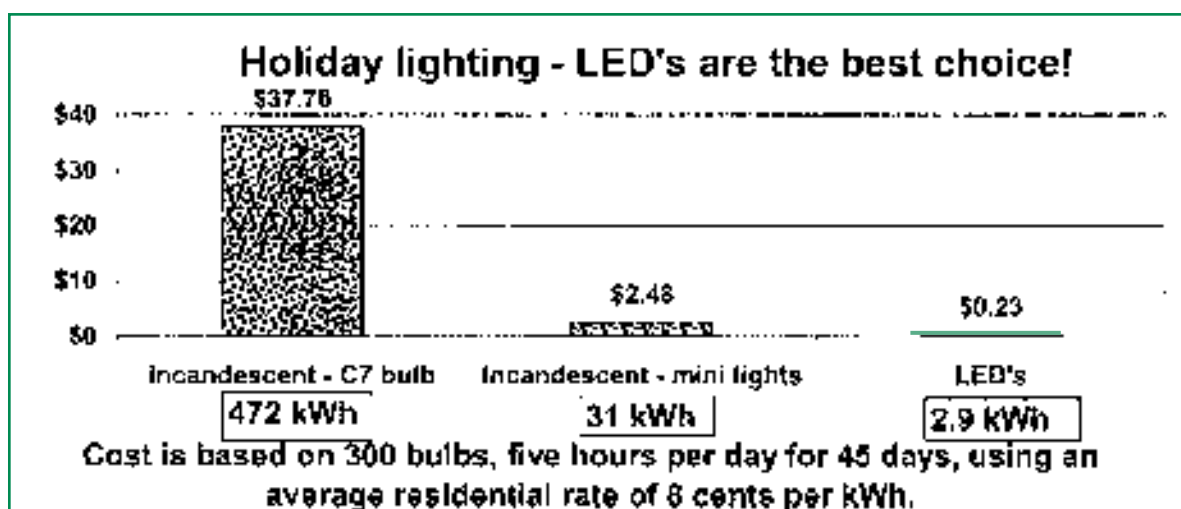 Holiday lighting - LED's are the best choice!
$37.76
$40
$30
$20
$10
$0
$2.48
$0.23
Incandescent - C7 bulb
Incandescent - mini lights
LED's
472 kWh
31 kWh
2.9 kWh
Cost is based on 300 bulbs, five hours per day for 45 days, using an
average residential rate of 8 cents per kWh.